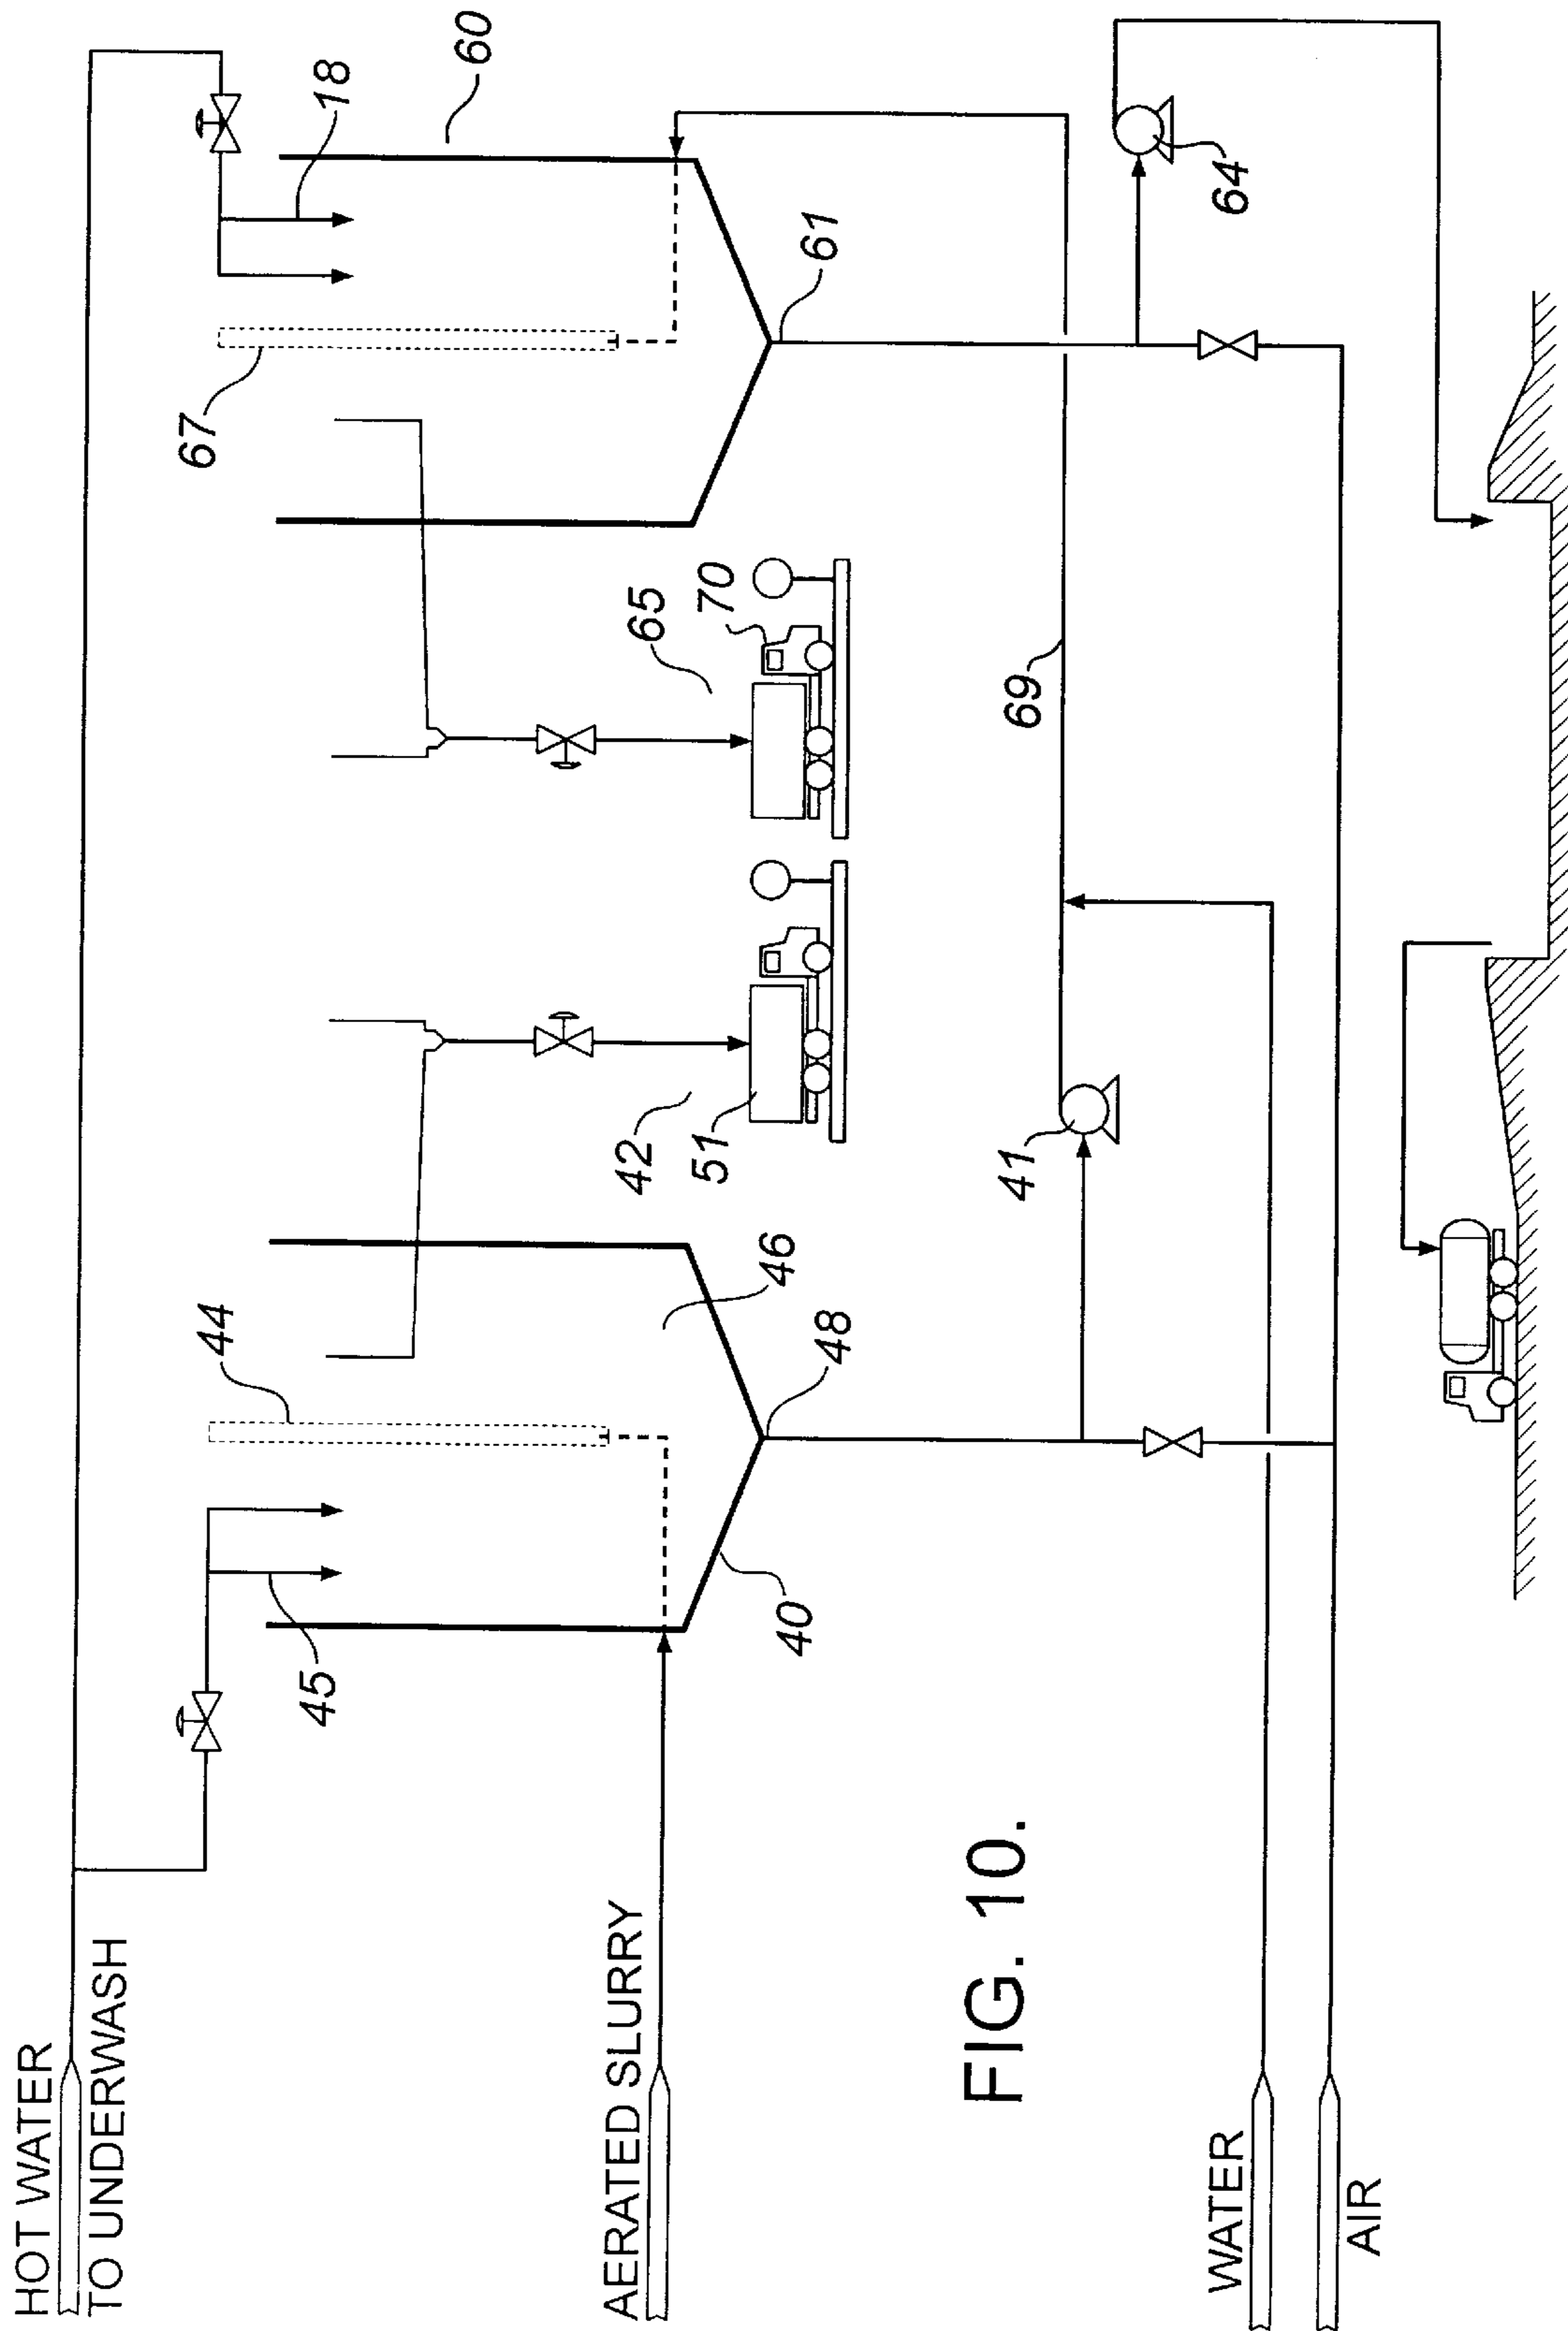 HOT WATER
TO UNDERWASH
45
44
67
18
60
AERATED SLURRY
40
46
48
42
51
65
70
61
41
69
64
WATER
AIR
FIG. 10.